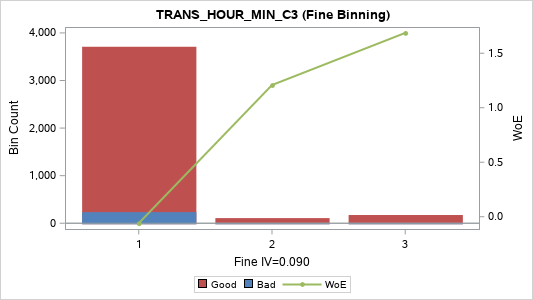 TRANS_HOUR_MIN_C3 (Fine Binning)
4,000
3,000
2,000
1,000
0
Bin Count
1.5
1.0
0.5
0.0
WoE
1 2 3
Fine IV=0.090
Good Bad WoE